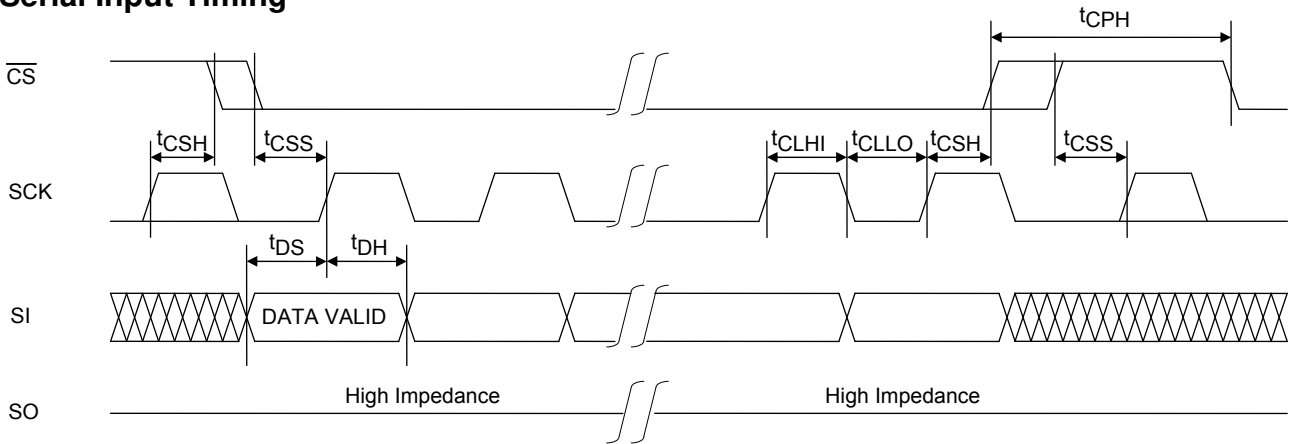 Serial Input Timing
tCPH
CS
tCSH
tCSS
tCLHI
tCLLO
tCSH
tCSS
SCK
tDS
tDH
SI
DATA VALID
SO
High Impedance
High Impedance